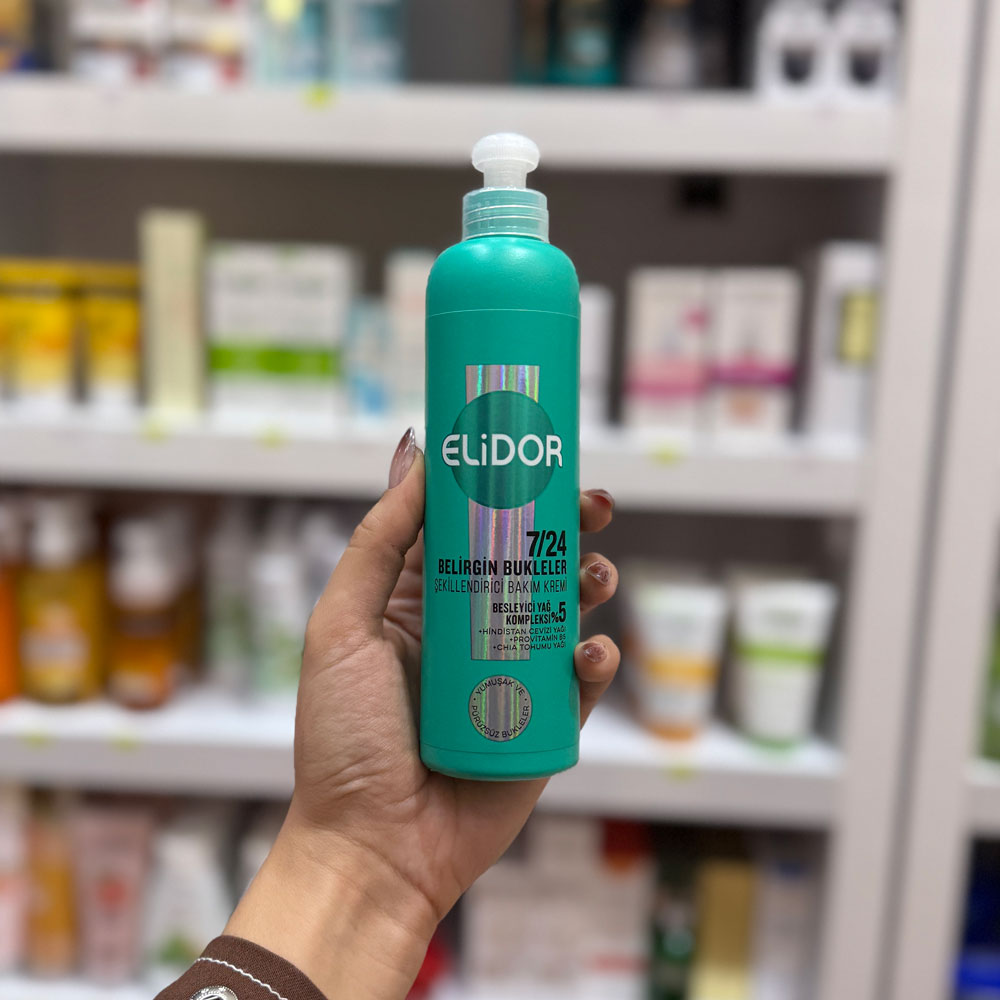 ELiDOR
7/24
BELİRGİN BUKLELER
ŞEKİLLENDİRİCİ BAKIM KREMİ
BESLEYİCİ YAĞ
KOMPLEKSİ %5
+HİNDİSTAN CEVİZİ YAĞI
+PROVİTAMİN B5
+CHIA TOHUMU YAĞI
• YUMUŞAK VE •
PÜRÜZSÜZ BUKLELER